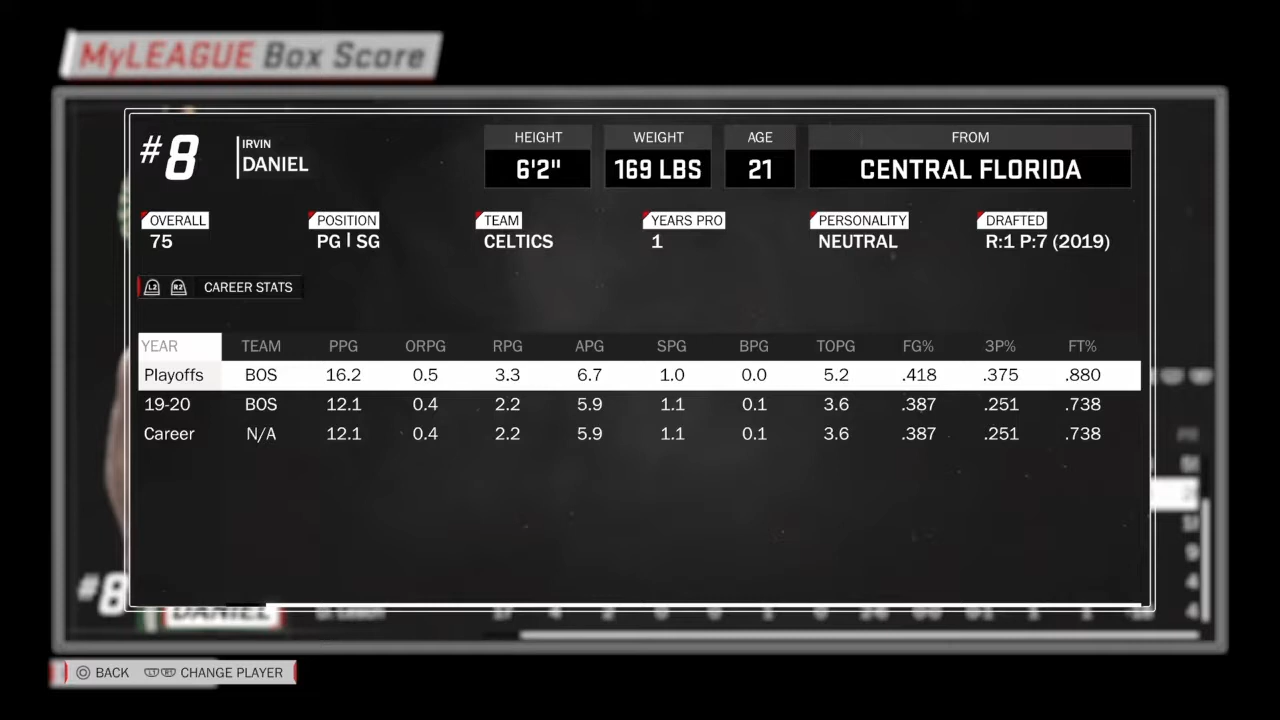 MyLEAGUE Box Score
#8 IRVIN DANIEL
HEIGHT WEIGHT AGE FROM
6'2" 169 LBS 21 CENTRAL FLORIDA
OVERALL POSITION TEAM YEARS PRO PERSONALITY DRAFTED
75 PG | SG CELTICS 1 NEUTRAL R:1 P:7 (2019)
L2 R2 CAREER STATS
YEAR TEAM PPG ORPG RPG APG SPG BPG TOPG FG% 3P% FT%
Playoffs BOS 16.2 0.5 3.3 6.7 1.0 0.0 5.2 .418 .375 .880
19-20 BOS 12.1 0.4 2.2 5.9 1.1 0.1 3.6 .387 .251 .738
Career N/A 12.1 0.4 2.2 5.9 1.1 0.1 3.6 .387 .251 .738
#8 DANIEL
BACK L1 R1 CHANGE PLAYER